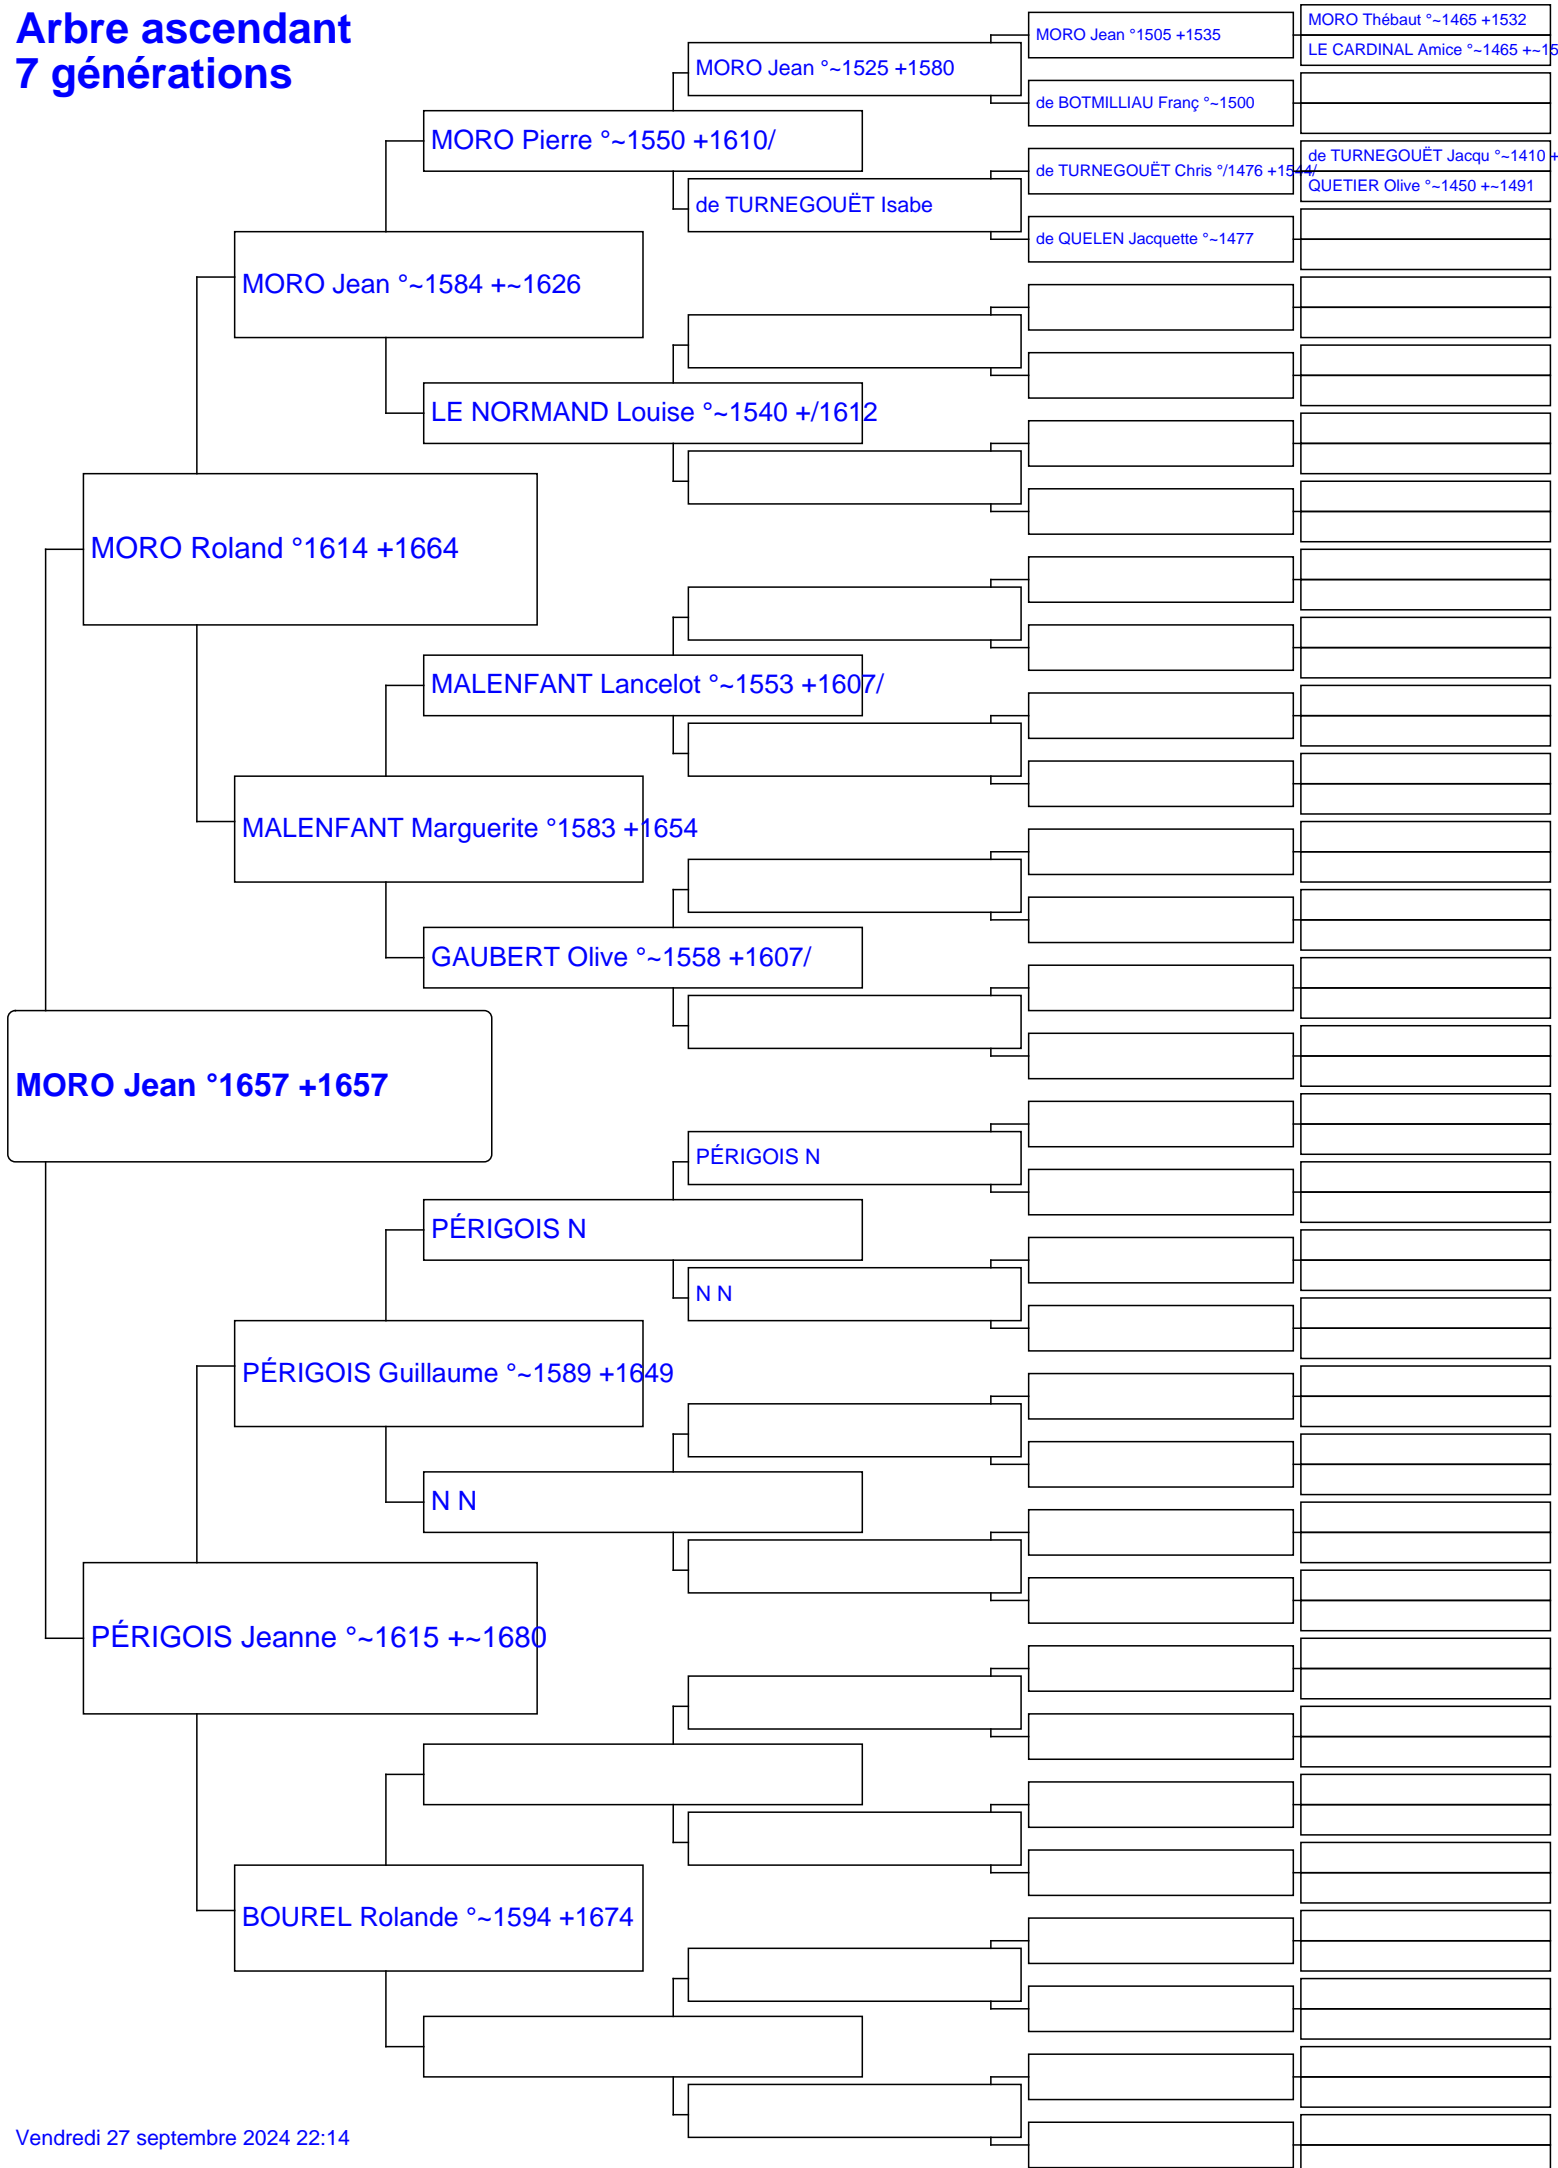 Arbre ascendant
7 générations
MORO Thébaut °~1465 +1532
MORO Jean °1505 +1535
LE CARDINAL Amice °~1465 +~15
MORO Jean °~1525 +1580
de BOTMILLIAU Franç °~1500
MORO Pierre °~1550 +1610/
de TURNEGOUËT Jacqu °~1410 +
de TURNEGOUËT Chris °/1476 +1544/
QUETIER Olive °~1450 +~1491
de TURNEGOUËT Isabe
de QUELEN Jacquette °~1477
MORO Jean °~1584 +~1626
LE NORMAND Louise °~1540 +/1612
MORO Roland °1614 +1664
MALENFANT Lancelot °~1553 +1607/
MALENFANT Marguerite °1583 +1654
GAUBERT Olive °~1558 +1607/
MORO Jean °1657 +1657
PÉRIGOIS N
PÉRIGOIS N
N N
PÉRIGOIS Guillaume °~1589 +1649
N N
PÉRIGOIS Jeanne °~1615 +~1680
BOUREL Rolande °~1594 +1674
Vendredi 27 septembre 2024 22:14